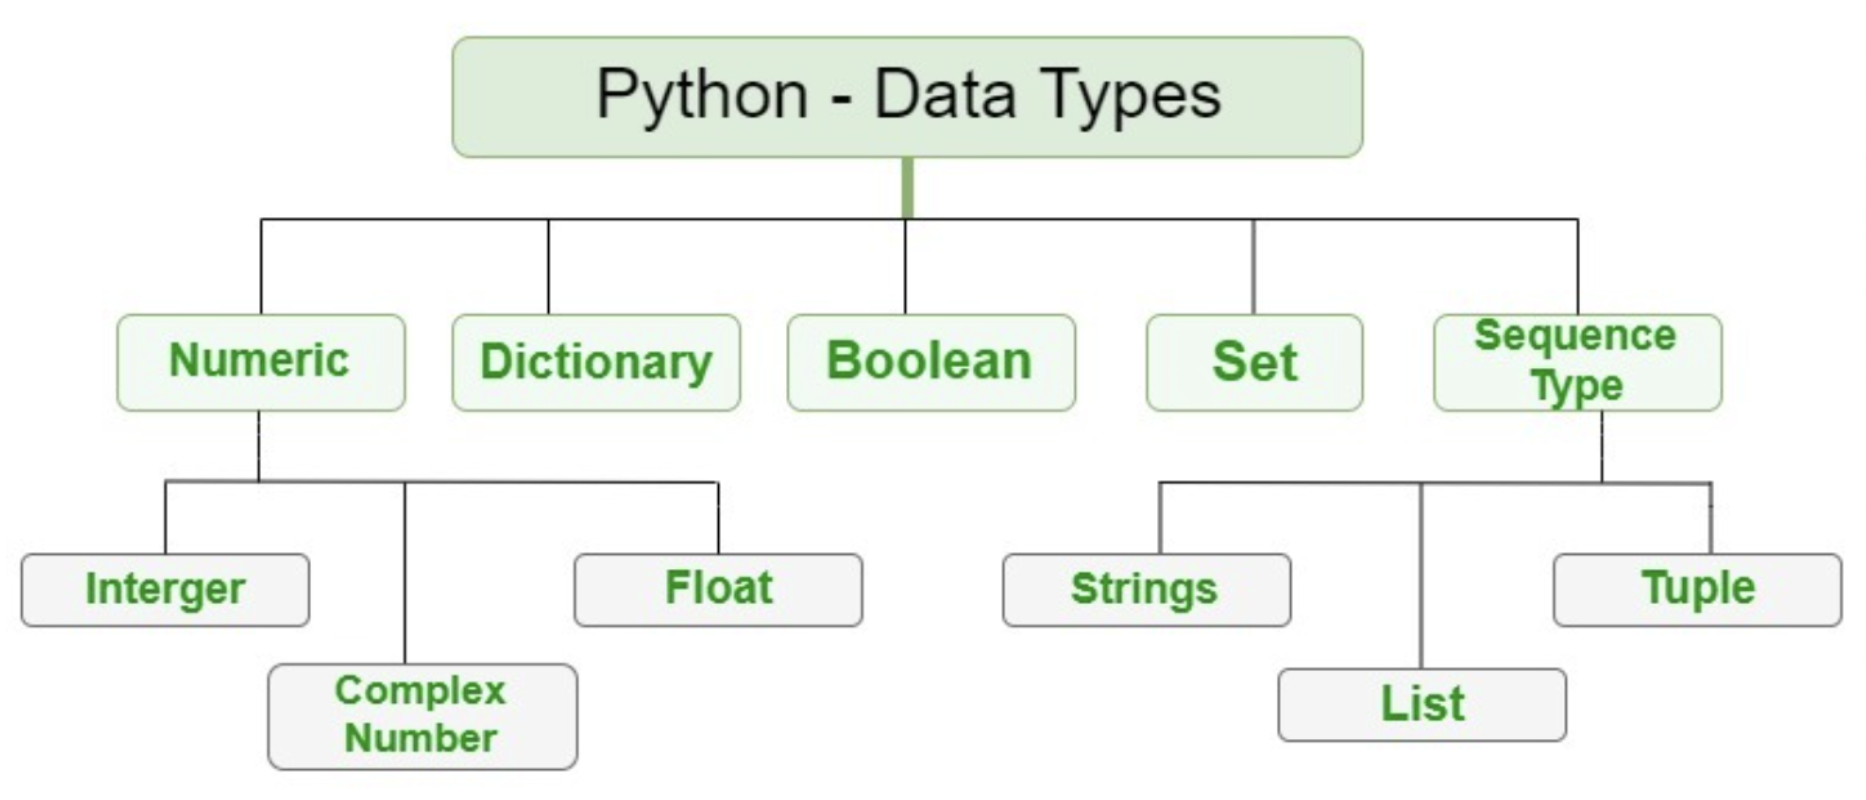 Python - Data Types
Numeric
Dictionary
Boolean
Set
Sequence
Type
Interger
Float
Strings
Tuple
Complex
Number
List